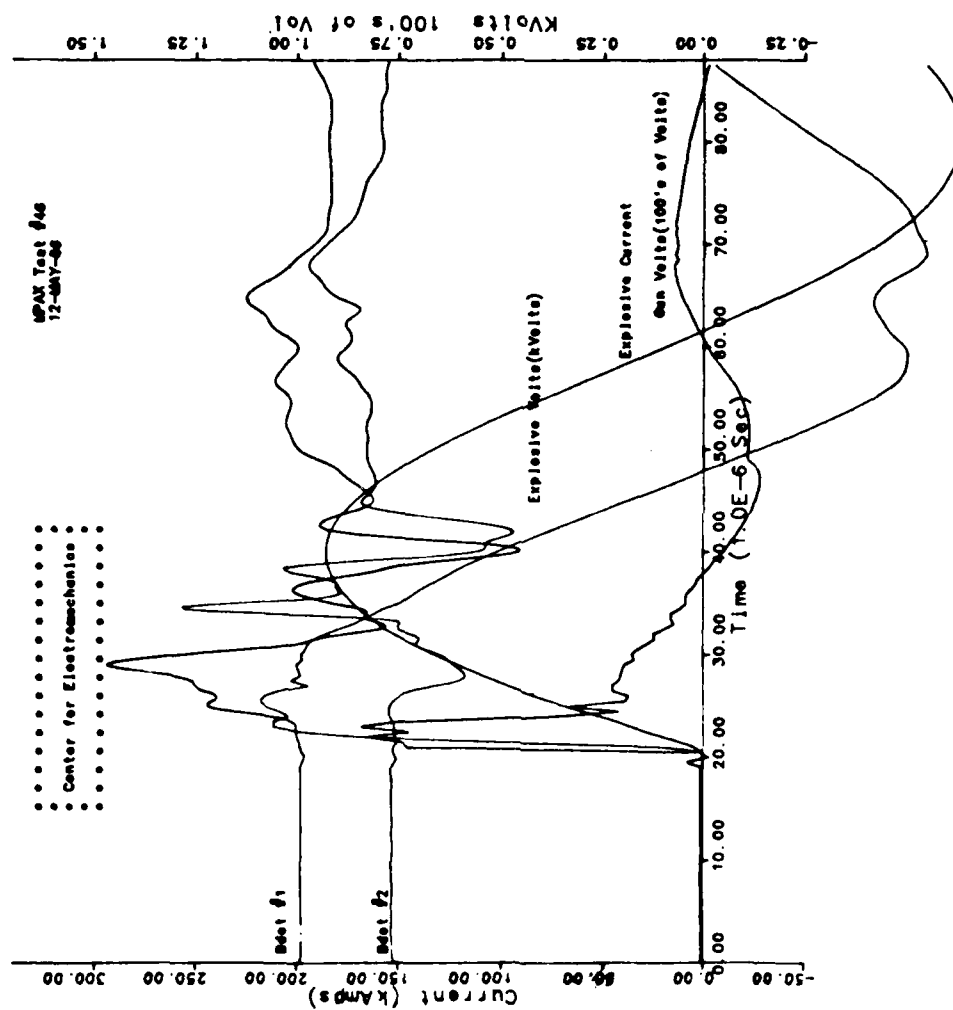 MPAX Test #46
12-MAY-86
Center for Electromechanics
Current (kAmps)
300.00
250.00
200.00
150.00
100.00
50.00
-50.00
KVolts 100's of Vol
1.50
1.25
1.00
0.75
0.50
0.25
0.00
-0.25
Bdot #1
Bdot #2
Explosive Volts(kVolts)
Explosive Current
Gun Volts(100's of Volts)
0.00
10.00
20.00
30.00
40.00
50.00
60.00
70.00
80.00
Time (1.0E-6 Sec)